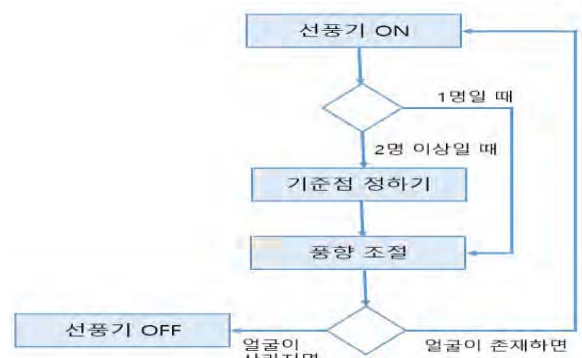 선풍기 ON
1명일 때
2명 이상일 때
기준점 정하기
풍향 조절
선풍기 OFF
얼굴이
얼굴이 존재하면